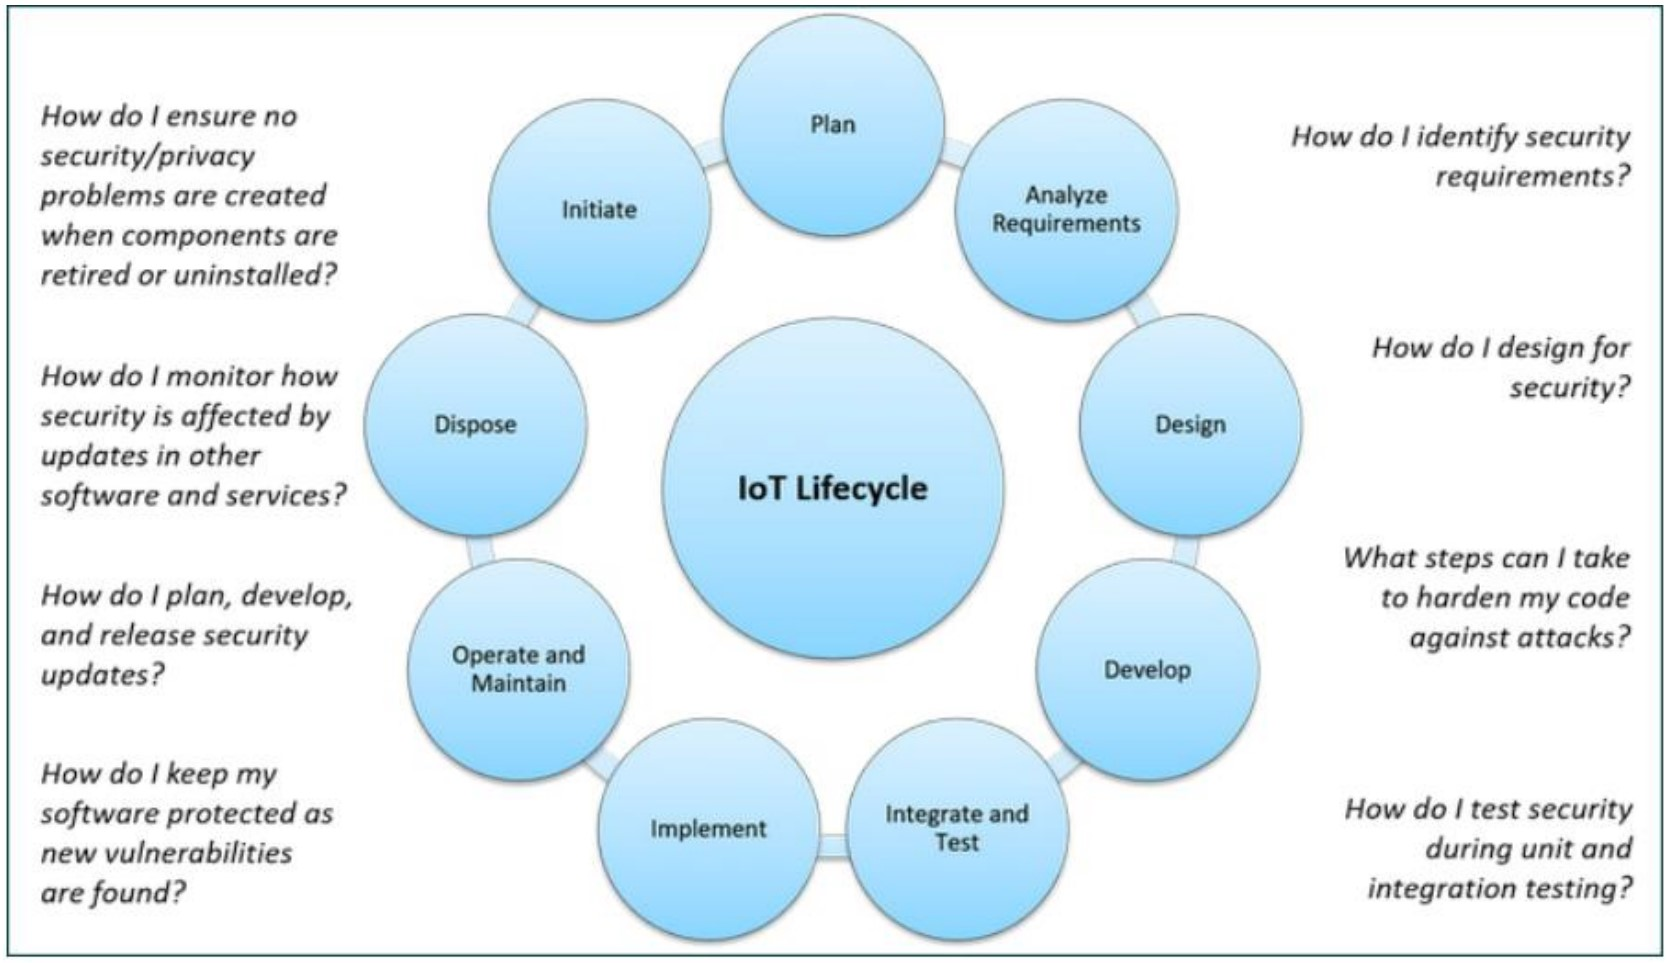 How do I ensure no
security/privacy
problems are created
when components are
retired or uninstalled?
How do I monitor how
security is affected by
updates in other
software and services?
How do I plan, develop,
and release security
updates?
How do I keep my
software protected as
new vulnerabilities
are found?
Plan
Initiate
Analyze
Requirements
Dispose
Design
IoT Lifecycle
Operate and
Maintain
Develop
Implement
Integrate and
Test
How do I identify security
requirements?
How do I design for
security?
What steps can I take
to harden my code
against attacks?
How do I test security
during unit and
integration testing?